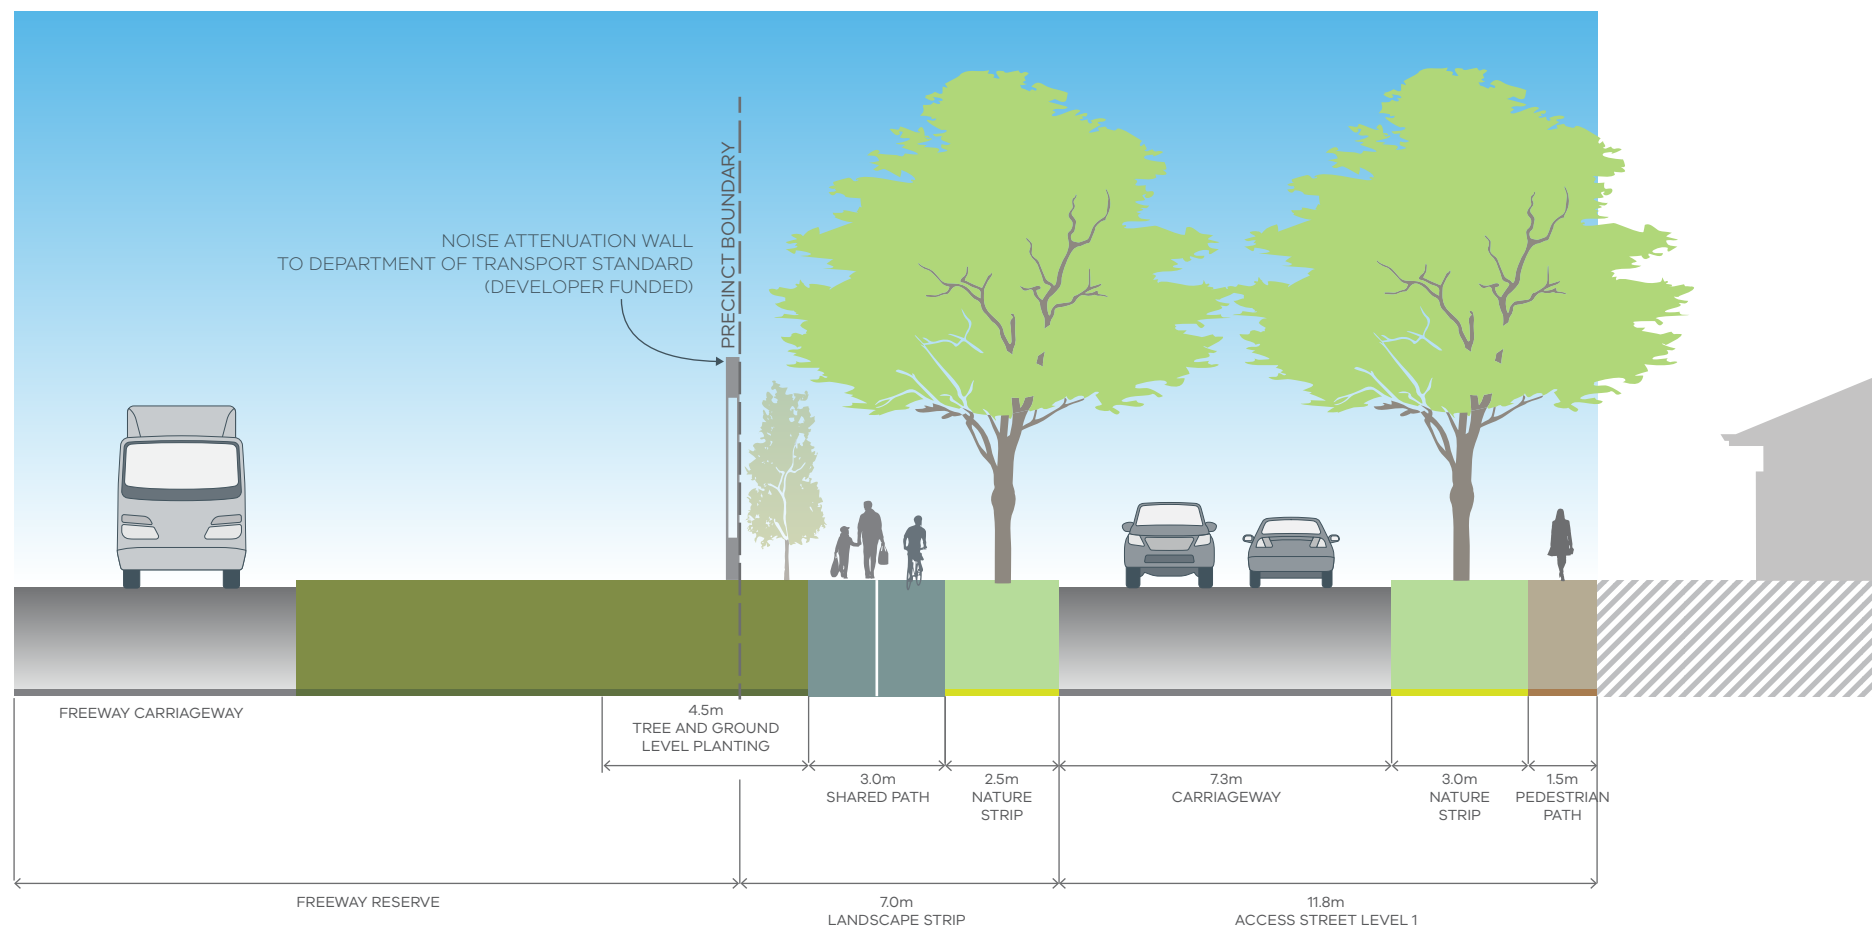 PRECINCT BOUNDARY
NOISE ATTENUATION WALL
TO DEPARTMENT OF TRANSPORT STANDARD
(DEVELOPER FUNDED)
FREEWAY CARRIAGEWAY
4.5m
TREE AND GROUND
LEVEL PLANTING
3.0m
SHARED PATH
2.5m
NATURE
STRIP
7.3m
CARRIAGEWAY
3.0m
NATURE
STRIP
1.5m
PEDESTRIAN
PATH
FREEWAY RESERVE
7.0m
LANDSCAPE STRIP
11.8m
ACCESS STREET LEVEL 1